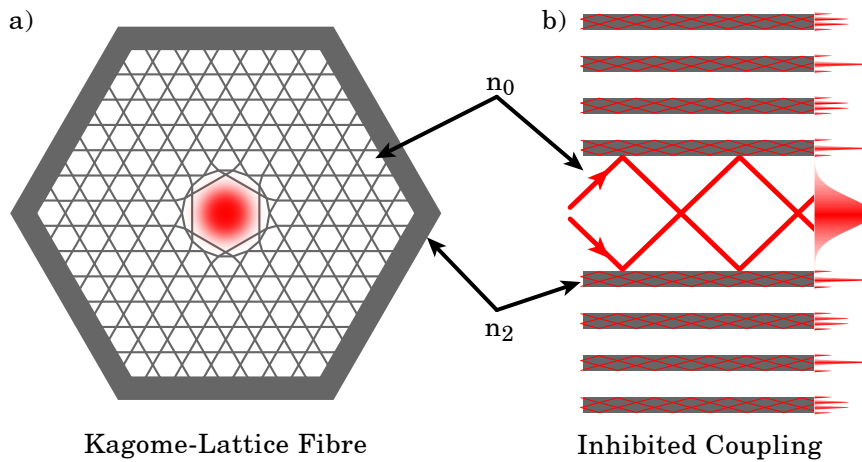 a)
b)
n₀
n₂
Kagome-Lattice Fibre
Inhibited Coupling